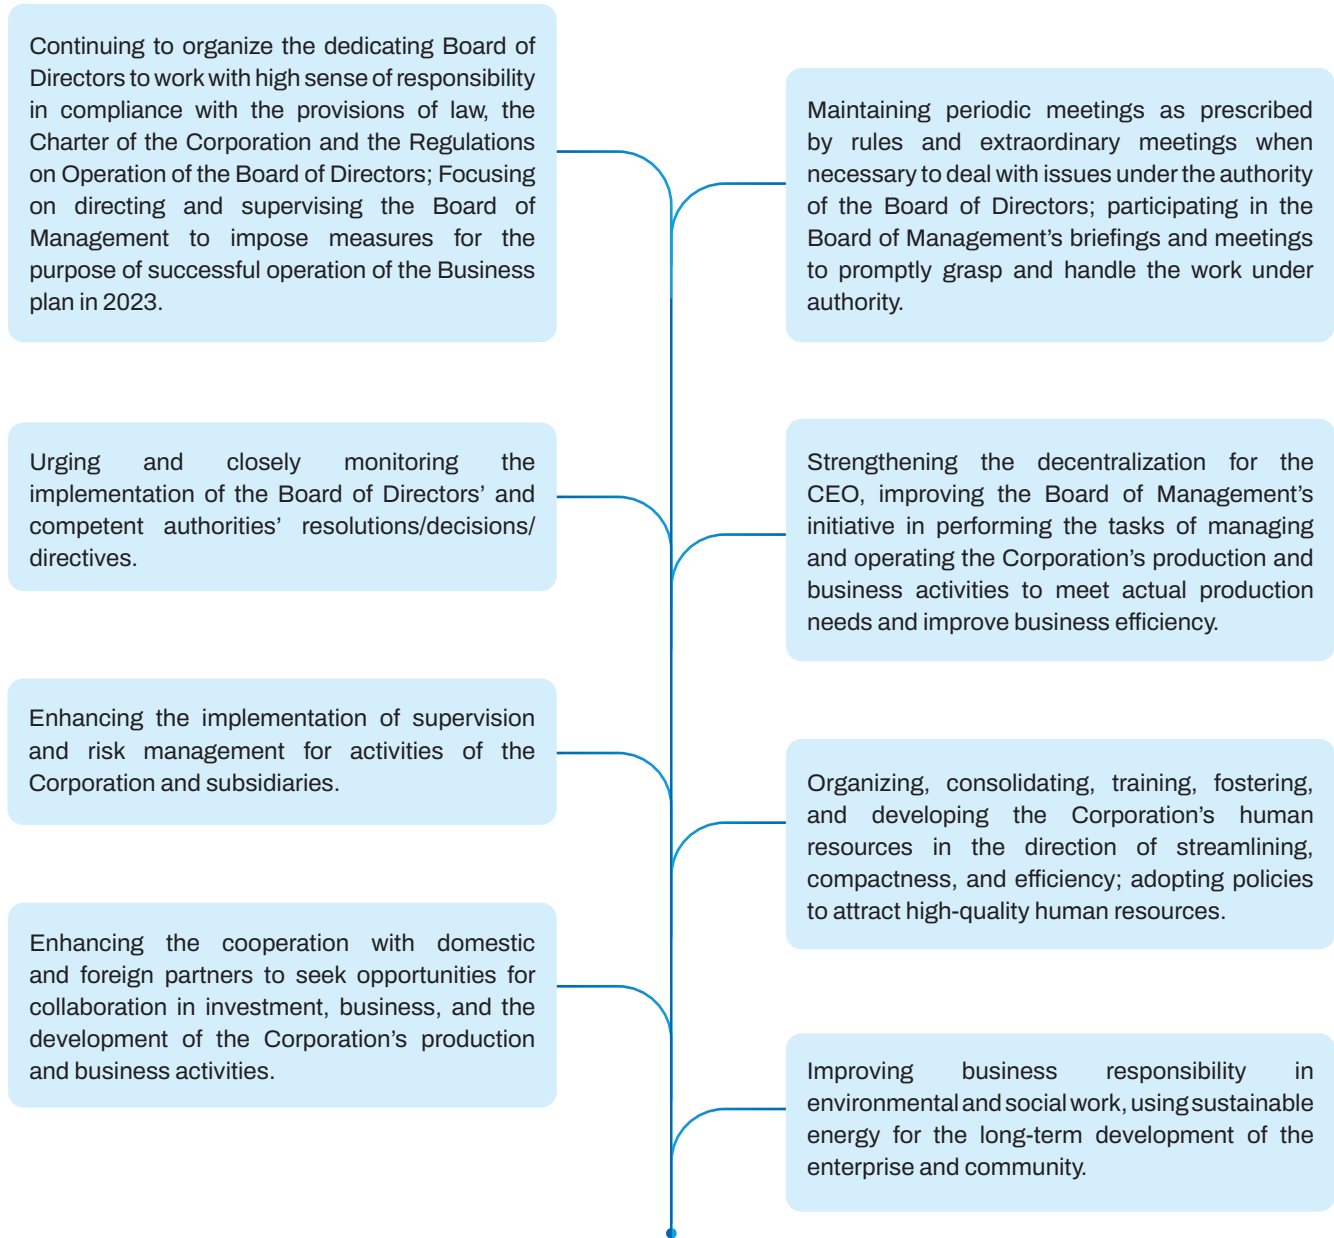 Continuing to organize the dedicating Board of
Directors to work with high sense of responsibility
in compliance with the provisions of law, the
Charter of the Corporation and the Regulations
on Operation of the Board of Directors; Focusing
on directing and supervising the Board of
Management to impose measures for the
purpose of successful operation of the Business
plan in 2023.
Maintaining periodic meetings as prescribed
by rules and extraordinary meetings when
necessary to deal with issues under the authority
of the Board of Directors; participating in the
Board of Management’s briefings and meetings
to promptly grasp and handle the work under
authority.
Urging and closely monitoring the
implementation of the Board of Directors’ and
competent authorities’ resolutions/decisions/
directives.
Strengthening the decentralization for the
CEO, improving the Board of Management’s
initiative in performing the tasks of managing
and operating the Corporation’s production and
business activities to meet actual production
needs and improve business efficiency.
Enhancing the implementation of supervision
and risk management for activities of the
Corporation and subsidiaries.
Organizing, consolidating, training, fostering,
and developing the Corporation’s human
resources in the direction of streamlining,
compactness, and efficiency; adopting policies
to attract high-quality human resources.
Enhancing the cooperation with domestic
and foreign partners to seek opportunities for
collaboration in investment, business, and the
development of the Corporation’s production
and business activities.
Improving business responsibility in
environmental and social work, using sustainable
energy for the long-term development of the
enterprise and community.